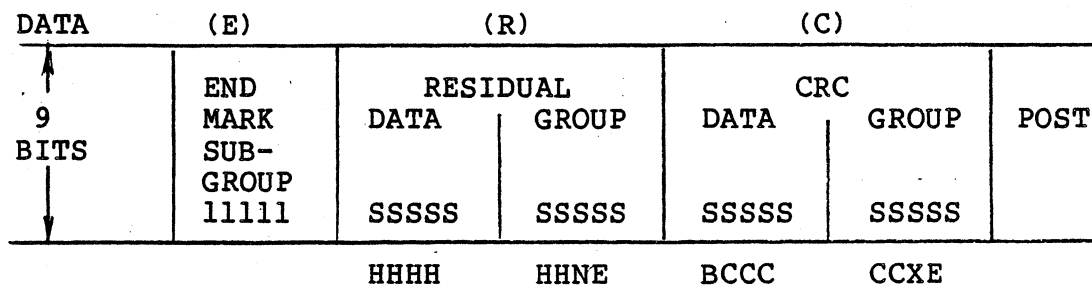 DATA (E) (R) (C)
END RESIDUAL CRC
9 MARK DATA GROUP DATA GROUP POST
BITS SUB-
GROUP
11111 SSSSS SSSSS SSSSS SSSSS
HHHH HHNE BCCC CCXE